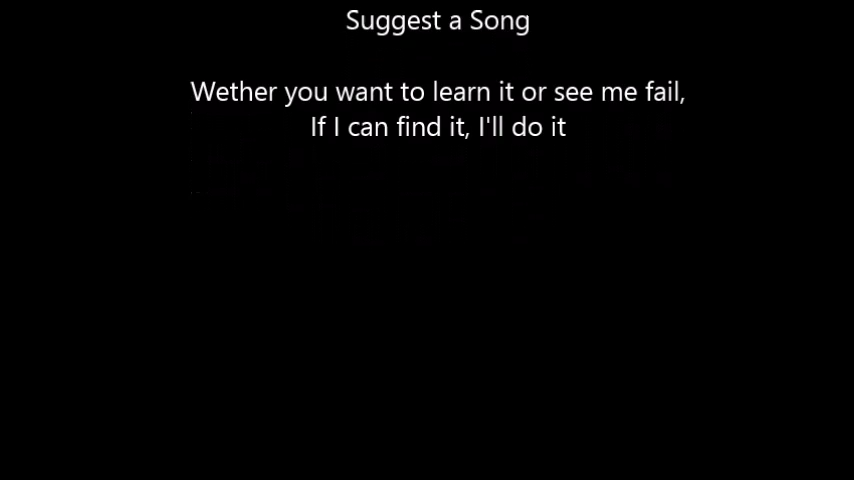 Suggest a Song
Wether you want to learn it or see me fail,
If I can find it, I'll do it